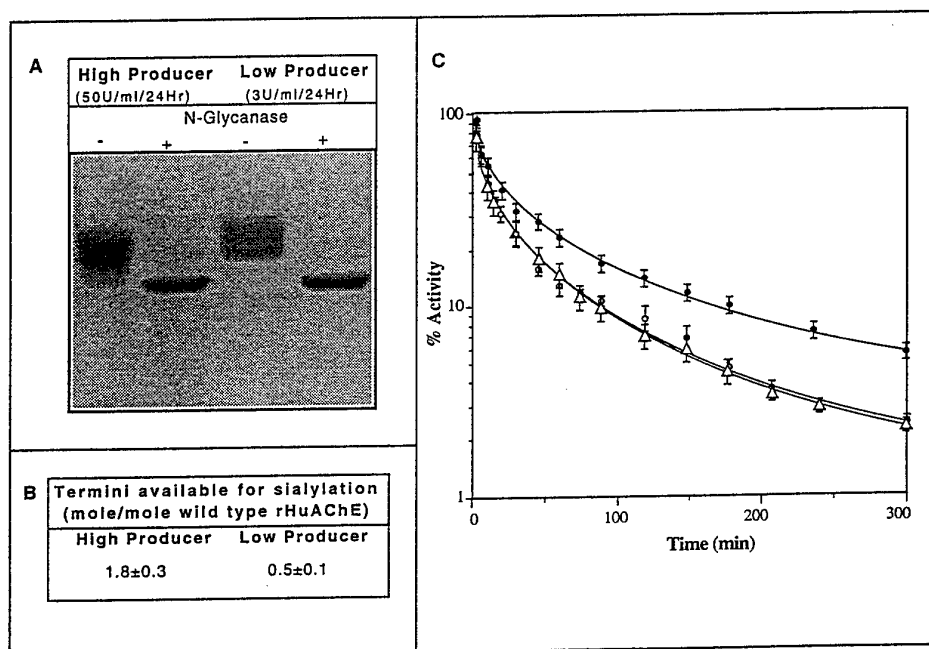 A
High Producer Low Producer
(50U/ml/24Hr) (3U/ml/24Hr)
N-Glycanase
- + - +
B
Termini available for sialylation
(mole/mole wild type rHuAChE)
High Producer Low Producer
1.8±0.3 0.5±0.1
C
% Activity
100
10
1
0 100 200 300
Time (min)